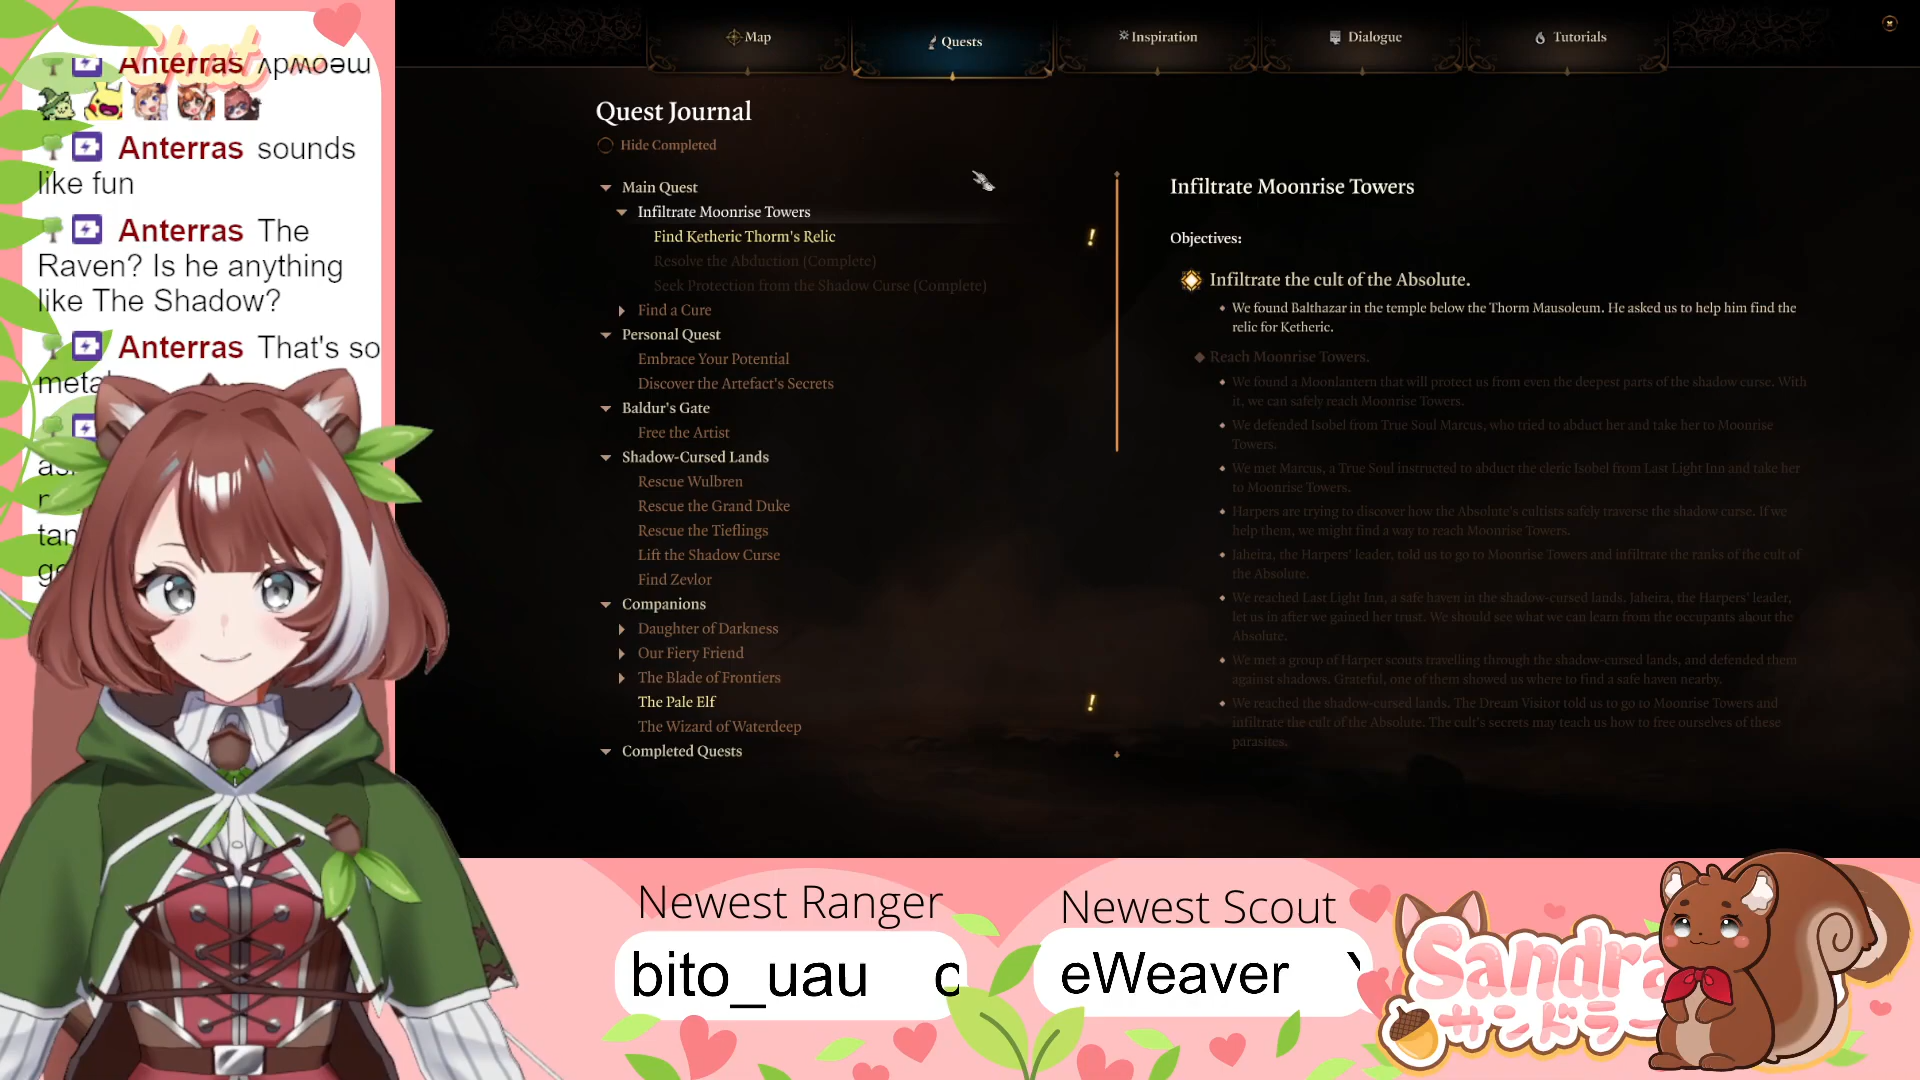 Chat
Anterras ʌpʍoǝɯ
Anterras sounds
like fun
Anterras The
Raven? Is he anything
like The Shadow?
Anterras That's so
Map
Quests
Inspiration
Dialogue
Tutorials
Quest Journal
Hide Completed
Main Quest
Infiltrate Moonrise Towers
Find Ketheric Thorm's Relic
Resolve the Abduction (Complete)
Seek Protection from the Shadow Curse (Complete)
Find a Cure
Personal Quest
Embrace Your Potential
Discover the Artefact's Secrets
Baldur's Gate
Free the Artist
Shadow-Cursed Lands
Rescue Wulbren
Rescue the Grand Duke
Rescue the Tieflings
Lift the Shadow Curse
Find Zevlor
Companions
Daughter of Darkness
Our Fiery Friend
The Blade of Frontiers
The Pale Elf
The Wizard of Waterdeep
Completed Quests
Infiltrate Moonrise Towers
Objectives:
Infiltrate the cult of the Absolute.
We found Balthazar in the temple below the Thorm Mausoleum. He asked us to help him find the
relic for Ketheric.
Reach Moonrise Towers.
We found a Moonlantern that will protect us from even the deepest parts of the shadow curse. With
it, we can safely reach Moonrise Towers.
We defended Isobel from True Soul Marcus, who tried to abduct her and take her to Moonrise
Towers.
We met Marcus, a True Soul instructed to abduct the cleric Isobel from Last Light Inn and take her
to Moonrise Towers.
Harpers are trying to discover how the Absolute's cultists safely traverse the shadow curse. If we
help them, we might find a way to reach Moonrise Towers.
Jaheira, the Harpers' leader, told us to go to Moonrise Towers and infiltrate the ranks of the cult of
the Absolute.
We reached Last Light Inn, a safe haven in the shadow-cursed lands. Jaheira, the Harpers' leader,
let us in after we gained her trust. We should see what we can learn from the occupants about the
Absolute.
We met a group of Harper scouts travelling through the shadow-cursed lands, and defended them
against shadows. Grateful, one of them showed us where to find a safe haven nearby.
We reached the shadow-cursed lands. The Dream Visitor told us to go to Moonrise Towers and
infiltrate the cult of the Absolute. The cult's secrets may teach us how to free ourselves of these
parasites.
Newest Ranger
bito_uau
Newest Scout
eWeaver
Sandra
サンドラー